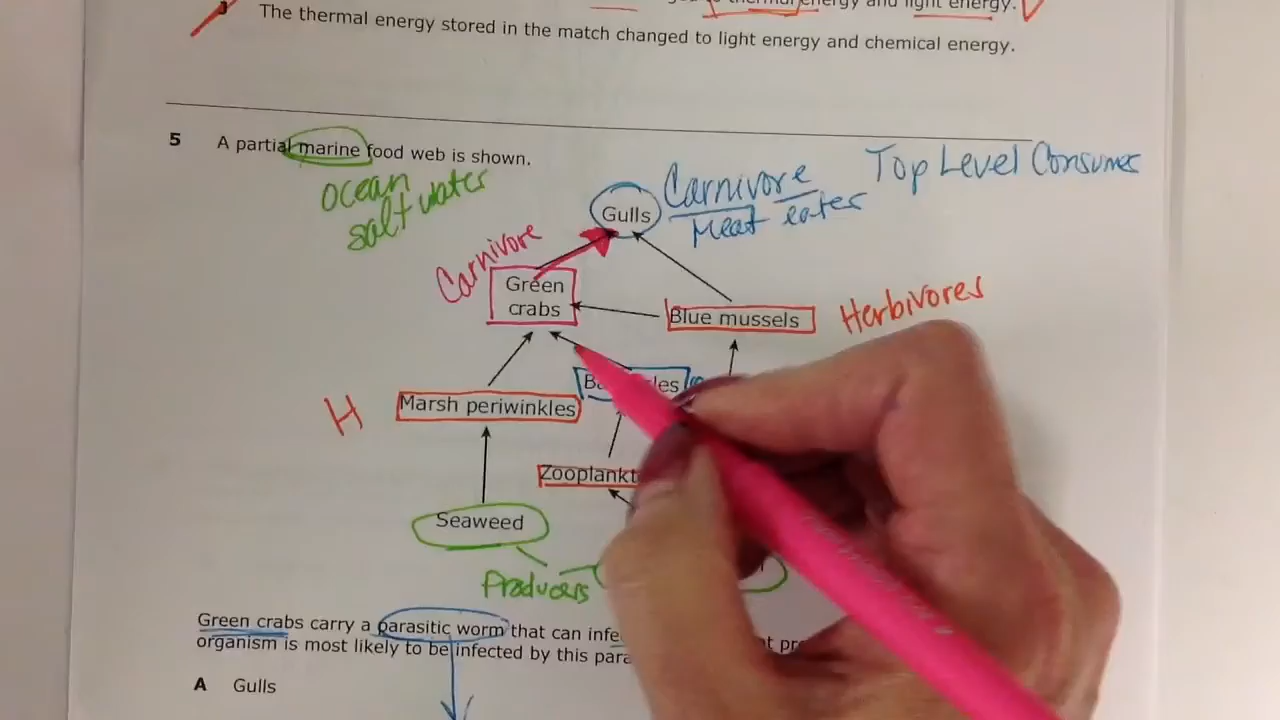 The thermal energy stored in the match changed to light energy and chemical energy.
5 A partial marine food web is shown.
Top Level Consumer
ocean
salt water
Carnivore
Meat eaters
Gulls
Carnivore
Green
crabs
Blue mussels
Herbivores
H
Marsh periwinkles
Seaweed
Producers
Green crabs carry a parasitic worm that can
organism is most likely to be infected by this
A Gulls